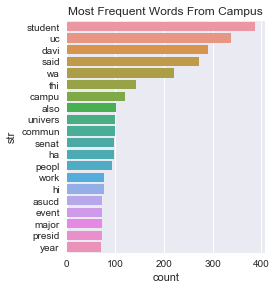 Most Frequent Words From Campus
student
uc
davi
said
wa
thi
campu
also
univers
commun
senat
ha
peopl
work
hi
asucd
event
major
presid
year
str
0 100 200 300 400
count